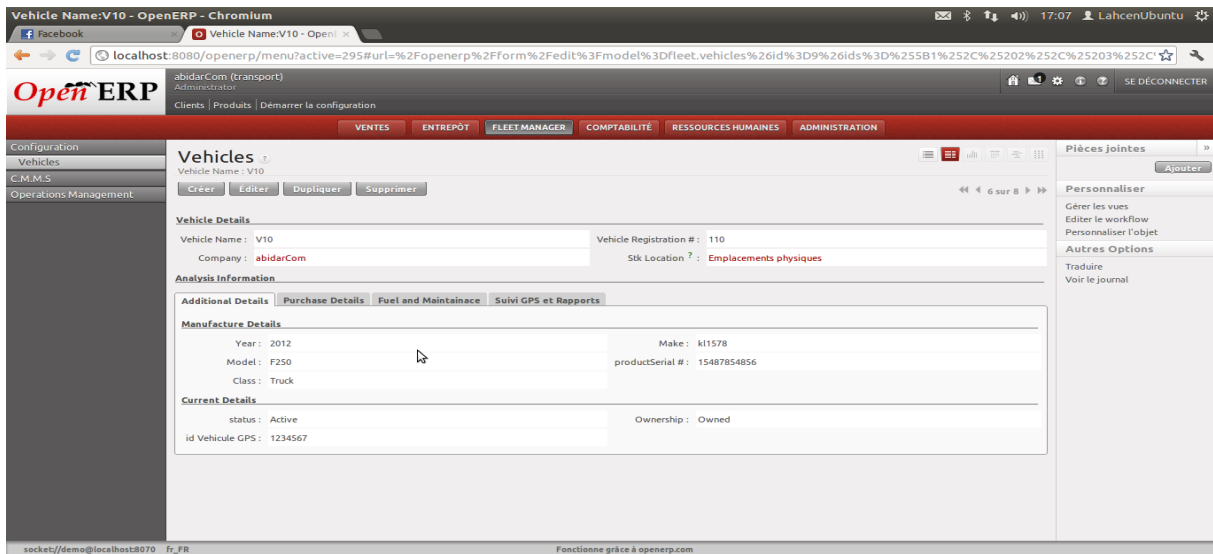 Vehicle Name:V10 - OpenERP - Chromium
17:07 LahcenUbuntu
Facebook
Vehicle Name:V10 - Open
localhost:8080/openerp/menu?active=295#url=%2Fopenerp%2Fform%2Fedit%3Fmodel%3Dfleet.vehicles%26id%3D9%26ids%3D%255B1%252C%25202%252C%25203%252C%
Open ERP
abidarCom (transport)
Administrator
1
SE DÉCONNECTER
Clients | Produits | Démarrer la configuration
VENTES ENTREPÔT FLEET MANAGER COMPTABILITÉ RESSOURCES HUMAINES ADMINISTRATION
Configuration
Vehicles
C.M.M.S
Operations Management
Vehicles ?
Vehicle Name : V10
Créer Éditer Dupliquer Supprimer
6 sur 8
Vehicle Details
Vehicle Name : V10
Vehicle Registration # : 110
Company : abidarCom
Stk Location ? : Emplacements physiques
Analysis Information
Additional Details Purchase Details Fuel and Maintainace Suivi GPS et Rapports
Manufacture Details
Year : 2012
Make : kl1578
Model : F250
productSerial # : 15487854856
Class : Truck
Current Details
status : Active
Ownership : Owned
id Vehicule GPS : 1234567
Pièces jointes »
Ajouter
Personnaliser
Gérer les vues
Editer le workflow
Personnaliser l'objet
Autres Options
Traduire
Voir le journal
socket://demo@localhost:8070 fr_FR
Fonctionne grâce à openerp.com